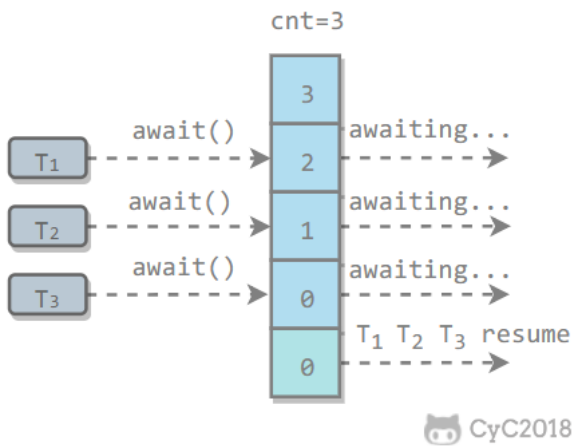 cnt=3
3
await() awaiting...
T1 2
await() awaiting...
T2 1
await() awaiting...
T3 0
T1 T2 T3 resume
0
CyC2018